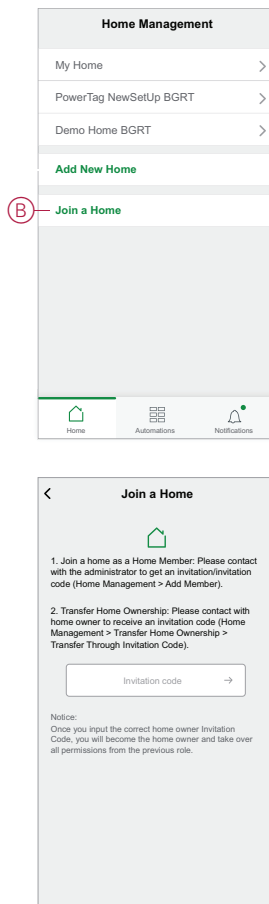 Home Management
My Home
PowerTag NewSetUp BGRT
Demo Home BGRT
Add New Home
B
Join a Home
Home
Automations
Notifications
Join a Home
1. Join a home as a Home Member: Please contact
with the administrator to get an invitation/invitation
code (Home Management > Add Member).
2. Transfer Home Ownership: Please contact with
home owner to receive an invitation code (Home
Management > Transfer Home Ownership >
Transfer Through Invitation Code).
Invitation code
Notice:
Once you input the correct home owner Invitation
Code, you will become the home owner and take over
all permissions from the previous role.